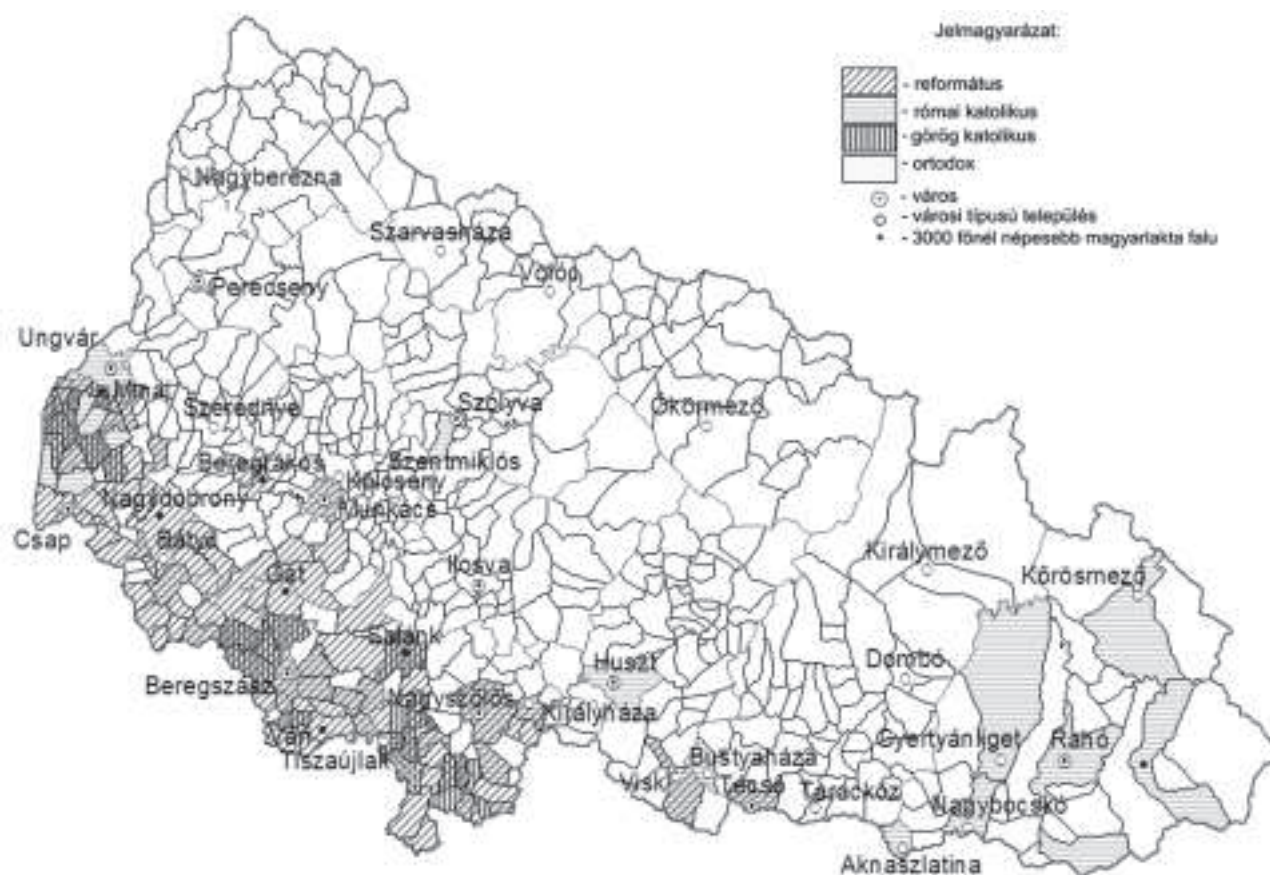 Jelmagyarázat:
- református
- római katolikus
- görög katolikus
- ortodox
- város
- városi típusú település
- 3000 főnél népesebb magyarlakta falu
Nagyberezna
Szarvasháza
Volóc
Perecseny
Ungvár
Szerednye
Szolyva
Ökörmező
Beregrákos
Szentmiklós
Kölcsény
Nagydobrony
Munkács
Csap
Bátyú
Ilosva
Királymező
Kőrösmező
Gát
Salánk
Huszt
Dombó
Beregszász
Nagyszőlős
Királyháza
Vári
Tiszaújlak
Gyertyánliget
Rahó
Bustyaháza
Visk
Técső
Taracköz
Nagybocskó
Aknaszlatina